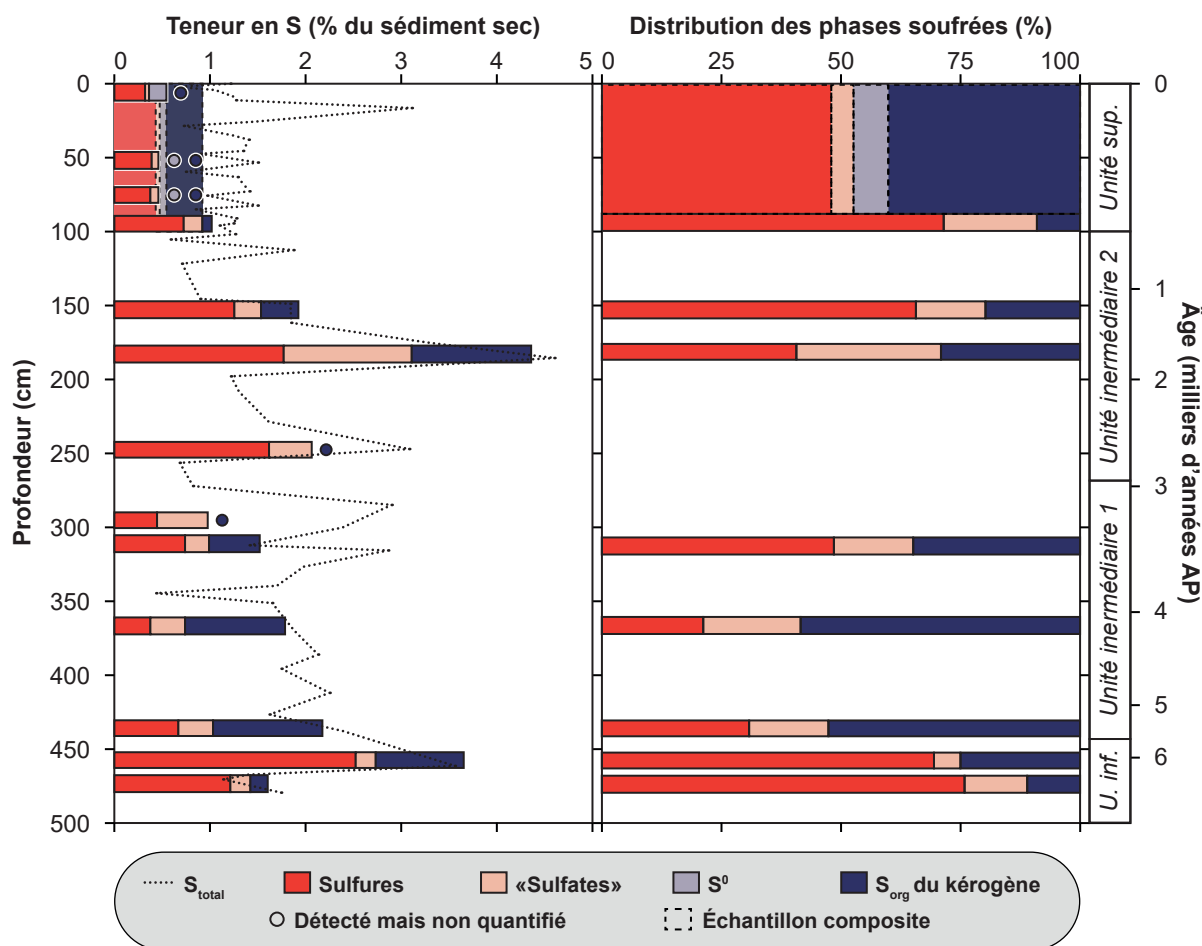 Teneur en S (% du sédiment sec)
Distribution des phases soufrées (%)
0 1 2 3 4 5
0 25 50 75 100
Profondeur (cm)
0
50
100
150
200
250
300
350
400
450
500
Unité sup.
Unité inermédiaire 2
Unité inermédiaire 1
U. inf.
0
1
2
3
4
5
6
Âge (milliers d'années AP)
S total Sulfures «Sulfates» S⁰ S org du kérogène
Détecté mais non quantifié Échantillon composite